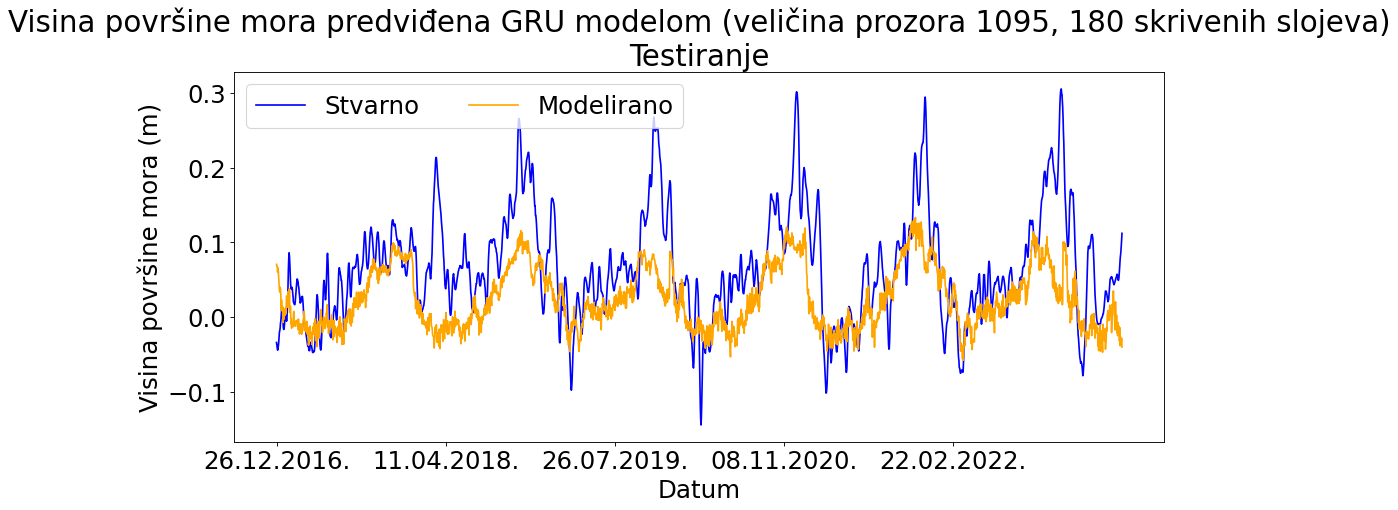 Visina površine mora predviđena GRU modelom (veličina prozora 1095, 180 skrivenih slojeva)
Testiranje
Stvarno Modelirano
Visina površine mora (m)
0.3
0.2
0.1
0.0
−0.1
26.12.2016. 11.04.2018. 26.07.2019. 08.11.2020. 22.02.2022.
Datum